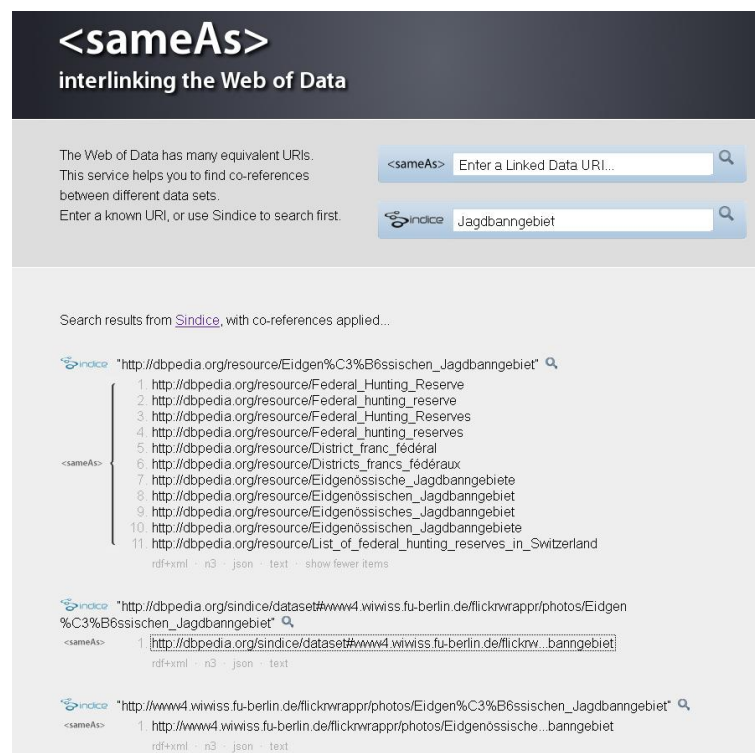 <sameAs>
interlinking the Web of Data
The Web of Data has many equivalent URIs.
This service helps you to find co-references
between different data sets.
Enter a known URI, or use Sindice to search first.
<sameAs> Enter a Linked Data URI...
Sindice Jagdbanngebiet
Search results from Sindice, with co-references applied...
Sindice "http://dbpedia.org/resource/Eidgen%C3%B6ssischen_Jagdbanngebiet"
1. http://dbpedia.org/resource/Federal_Hunting_Reserve
2. http://dbpedia.org/resource/Federal_hunting_reserve
3. http://dbpedia.org/resource/Federal_Hunting_Reserves
4. http://dbpedia.org/resource/Federal_hunting_reserves
5. http://dbpedia.org/resource/District_franc_fédéral
6. http://dbpedia.org/resource/Districts_francs_fédéraux
<sameAs> 7. http://dbpedia.org/resource/Eidgenössische_Jagdbanngebiete
8. http://dbpedia.org/resource/Eidgenössischen_Jagdbanngebiet
9. http://dbpedia.org/resource/Eidgenössisches_Jagdbanngebiet
10. http://dbpedia.org/resource/Eidgenössischen_Jagdbanngebiete
11. http://dbpedia.org/resource/List_of_federal_hunting_reserves_in_Switzerland
rdf+xml · n3 · json · text · show fewer items
Sindice "http://dbpedia.org/sindice/dataset#www4.wiwiss.fu-berlin.de/flickrwrappr/photos/Eidgen
%C3%B6ssischen_Jagdbanngebiet"
<sameAs> 1. http://dbpedia.org/sindice/dataset#www4.wiwiss.fu-berlin.de/flickrw...banngebiet
rdf+xml · n3 · json · text
Sindice "http://www4.wiwiss.fu-berlin.de/flickrwrappr/photos/Eidgen%C3%B6ssischen_Jagdbanngebiet"
<sameAs> 1. http://www4.wiwiss.fu-berlin.de/flickrwrappr/photos/Eidgenössische...banngebiet
rdf+xml · n3 · json · text